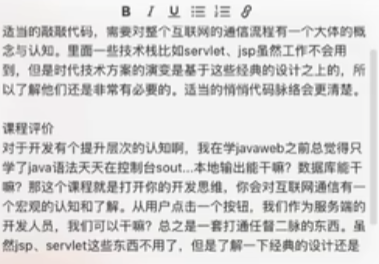 B I U
适当的敲敲代码，需要对整个互联网的通信流程有一个大体的概
念与认知。里面一些技术栈比如servlet、jsp虽然工作不会用
到，但是时代技术方案的演变是基于这些经典的设计之上的，所
以了解他们还是非常有必要的。适当的悄悄代码脉络会更清楚。
课程评价
对于开发有个提升层次的认知啊，我在学javaweb之前总觉得只
学了java语法天天在控制台sout...本地输出能干嘛？数据库能干
嘛？那这个课程就是打开你的开发思维，你会对互联网通信有一
个宏观的认知和了解。从用户点击一个按钮，我们作为服务端的
开发人员，我们可以干嘛？总之是一套打通任督二脉的东西。虽
然jsp、servlet这些东西不用了，但是了解一下经典的设计还是